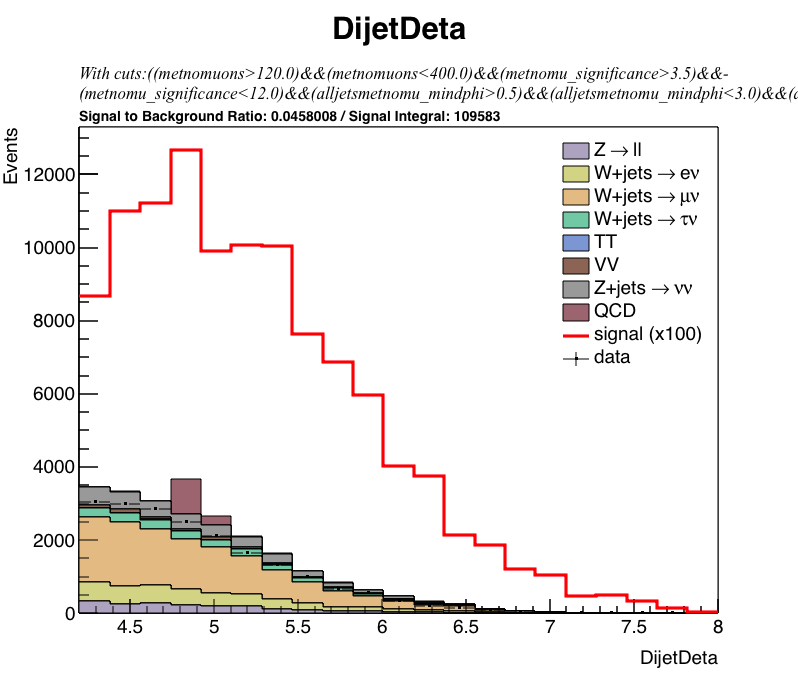 DijetDeta
With cuts:((metnomuons>120.0)&&(metnomuons<400.0)&&(metnomu_significance>3.5)&&-
(metnomu_significance<12.0)&&(alljetsmetnomu_mindphi>0.5)&&(alljetsmetnomu_mindphi<3.0)&&(a
Signal to Background Ratio: 0.0458008 / Signal Integral: 109583
Events
12000
10000
8000
6000
4000
2000
0
Z → ll
W+jets → eν
W+jets → μν
W+jets → τν
TT
VV
Z+jets → νν
QCD
signal (x100)
data
4.5 5 5.5 6 6.5 7 7.5 8
DijetDeta